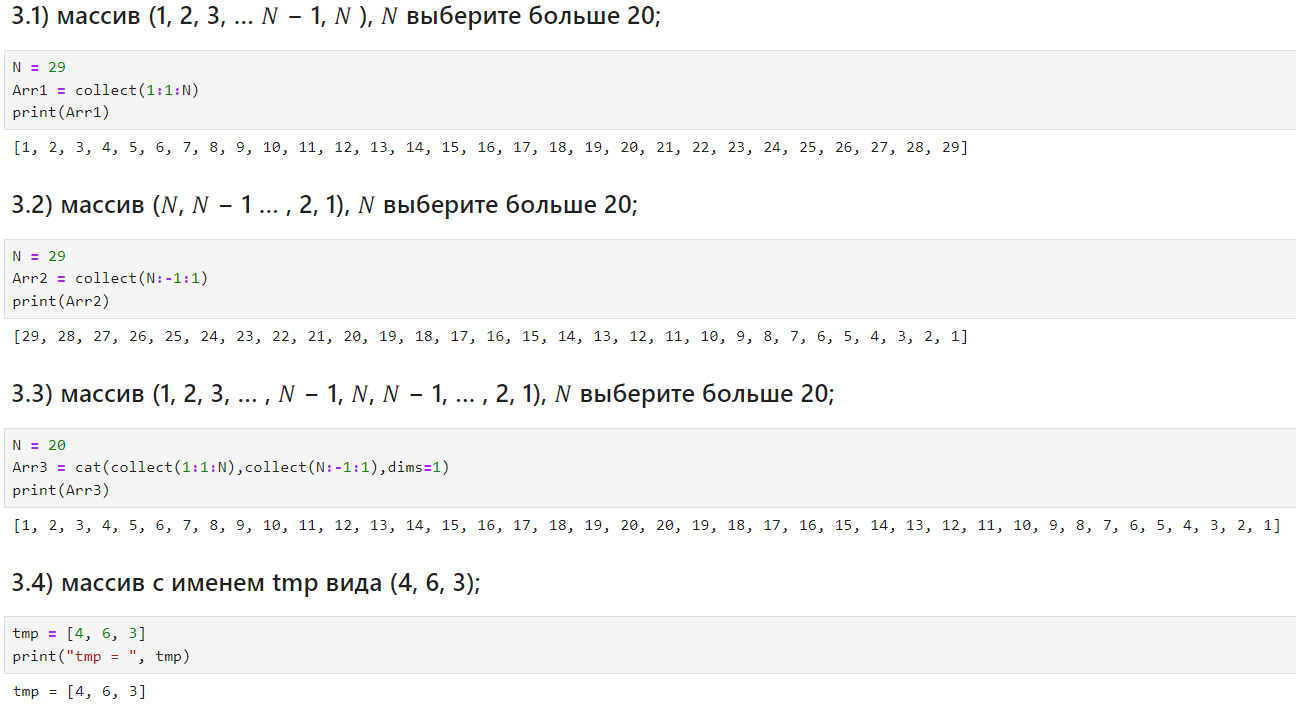 3.1) массив (1, 2, 3, … N − 1, N ), N выберите больше 20;
N = 29
Arr1 = collect(1:1:N)
print(Arr1)
[1, 2, 3, 4, 5, 6, 7, 8, 9, 10, 11, 12, 13, 14, 15, 16, 17, 18, 19, 20, 21, 22, 23, 24, 25, 26, 27, 28, 29]
3.2) массив (N, N − 1 … , 2, 1), N выберите больше 20;
N = 29
Arr2 = collect(N:-1:1)
print(Arr2)
[29, 28, 27, 26, 25, 24, 23, 22, 21, 20, 19, 18, 17, 16, 15, 14, 13, 12, 11, 10, 9, 8, 7, 6, 5, 4, 3, 2, 1]
3.3) массив (1, 2, 3, … , N − 1, N, N − 1, … , 2, 1), N выберите больше 20;
N = 20
Arr3 = cat(collect(1:1:N),collect(N:-1:1),dims=1)
print(Arr3)
[1, 2, 3, 4, 5, 6, 7, 8, 9, 10, 11, 12, 13, 14, 15, 16, 17, 18, 19, 20, 20, 19, 18, 17, 16, 15, 14, 13, 12, 11, 10, 9, 8, 7, 6, 5, 4, 3, 2, 1]
3.4) массив с именем tmp вида (4, 6, 3);
tmp = [4, 6, 3]
print("tmp = ", tmp)
tmp = [4, 6, 3]